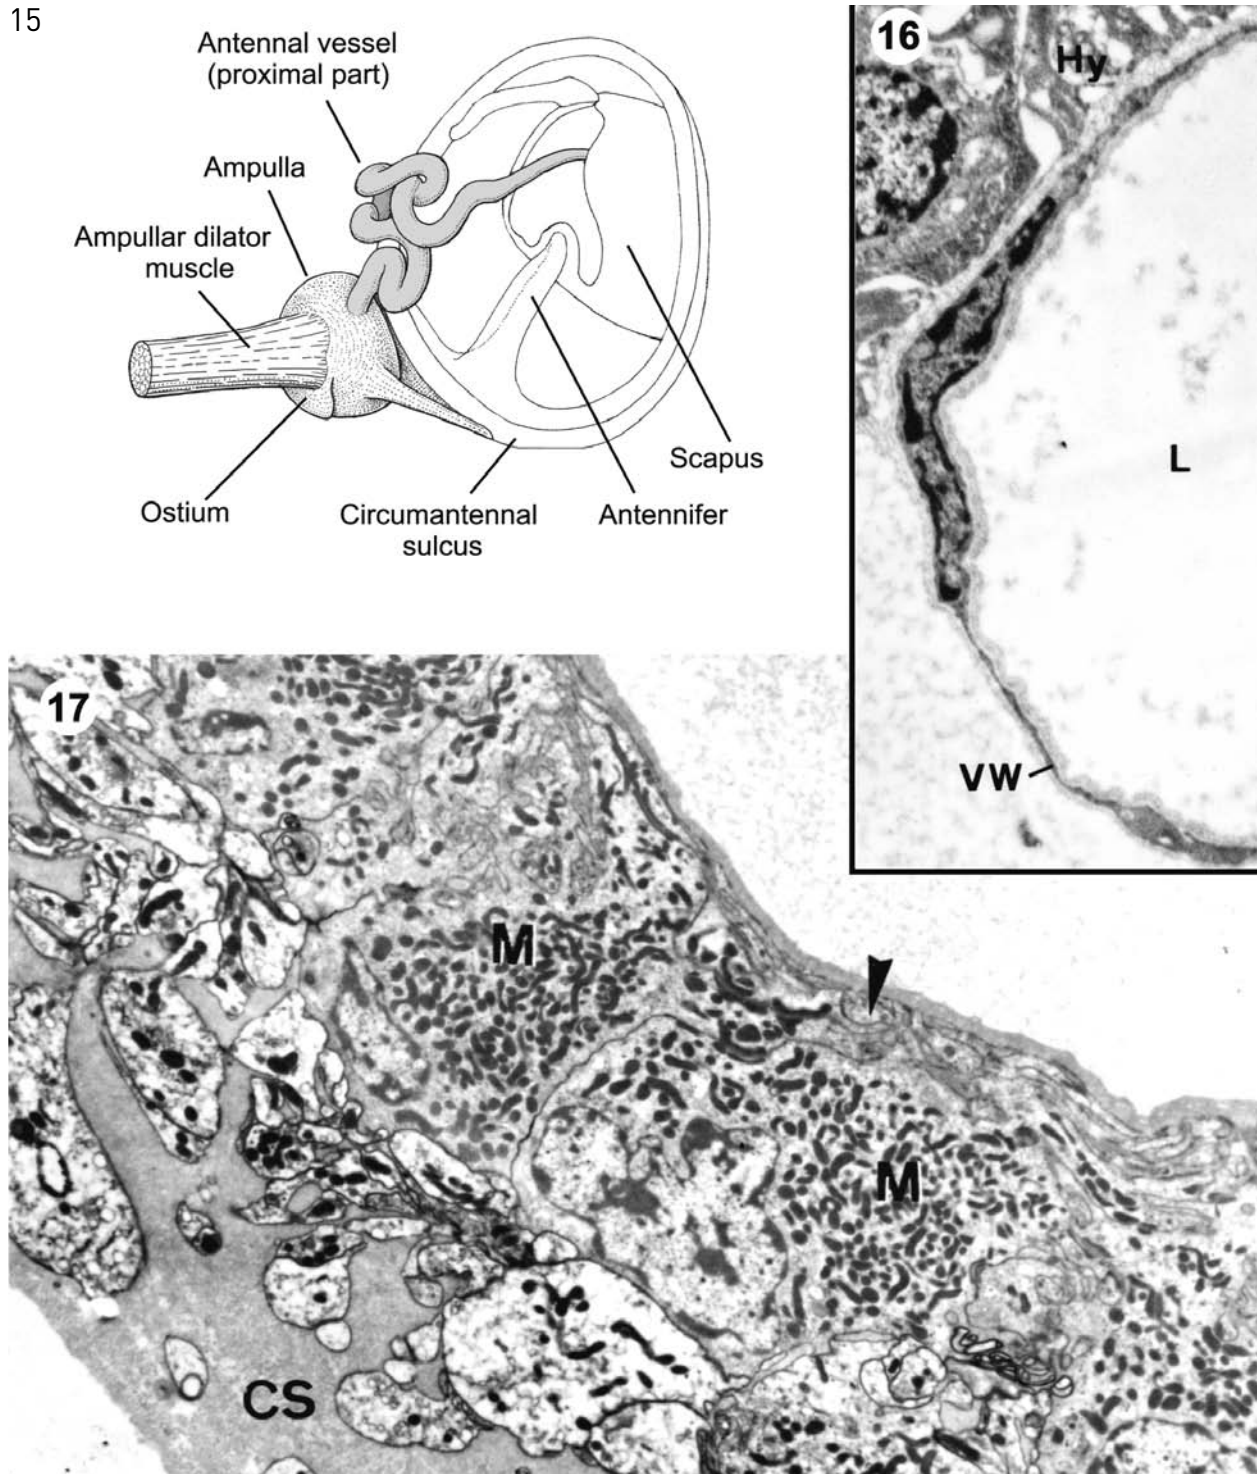 15
Antennal vessel
(proximal part)
Ampulla
Ampullar dilator
muscle
Ostium
Circumantennal
sulcus
Antennifer
Scapus
16
Hy
L
VW
17
M
M
CS